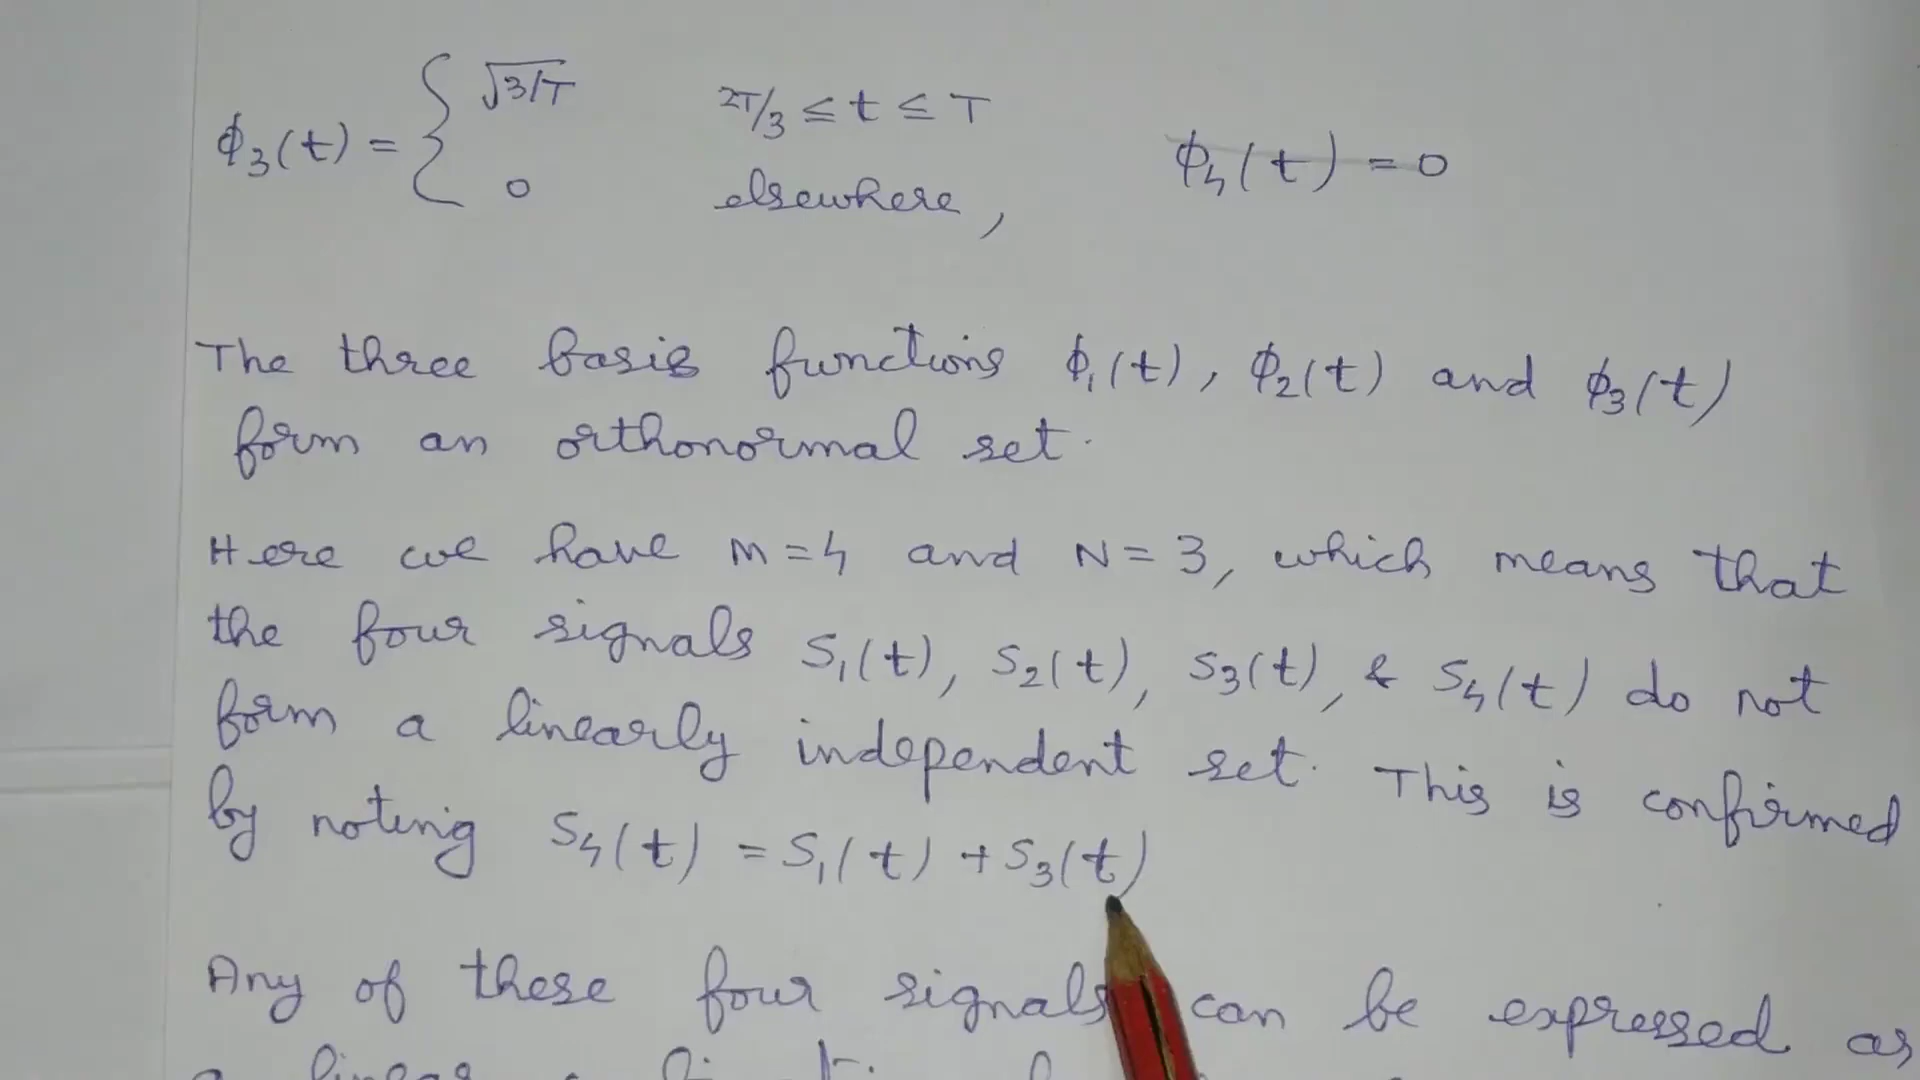 ϕ₃(t) = { √3/T 2T/3 ≤ t ≤ T
0 elsewhere, ϕ₄(t) = 0
The three basis functions ϕ₁(t), ϕ₂(t) and ϕ₃(t)
form an orthonormal set.
Here we have M=4 and N=3, which means that
the four signals S₁(t), S₂(t), S₃(t), & S₄(t) do not
form a linearly independent set. This is confirmed
by noting S₄(t) = S₁(t) + S₃(t)
Any of these four signals can be expressed as